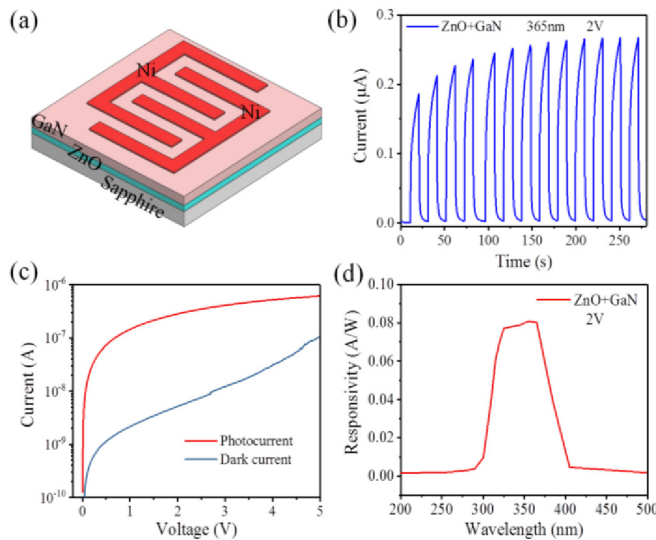 (a)
Ni
Ni
GaN
ZnO
Sapphire
(b)
ZnO+GaN 365nm 2V
Current (μA)
0.3
0.2
0.1
0.0
0 50 100 150 200 250
Time (s)
(c)
Current (A)
10⁻⁶
10⁻⁷
10⁻⁸
10⁻⁹
10⁻¹⁰
Photocurrent
Dark current
0 1 2 3 4 5
Voltage (V)
(d)
Responsivity (A/W)
0.10
0.08
0.06
0.04
0.02
0.00
ZnO+GaN
2V
200 250 300 350 400 450 500
Wavelength (nm)